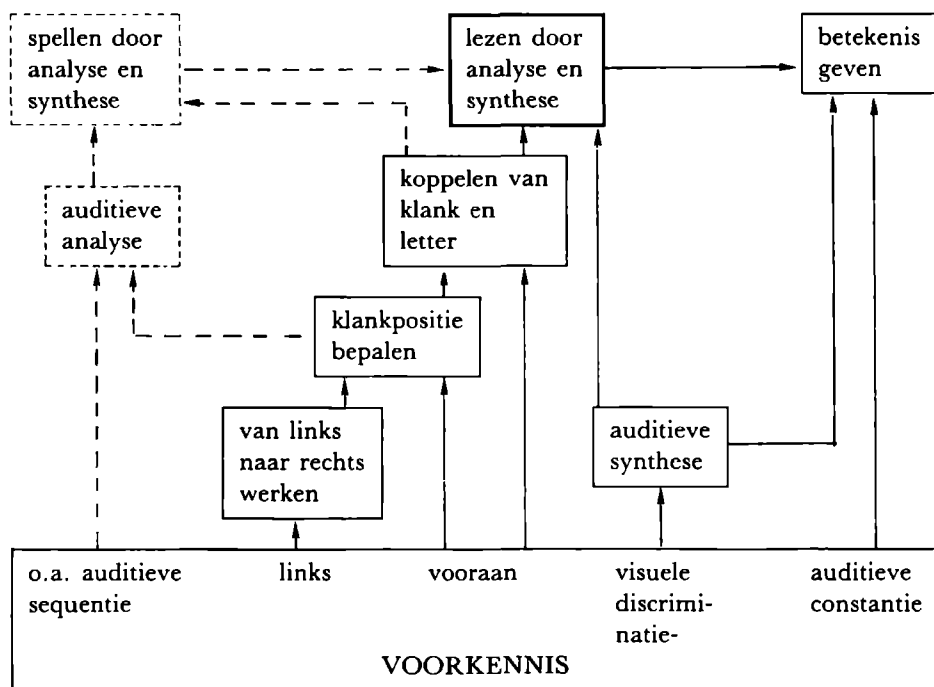 spellen door
analyse en
synthese
lezen door
analyse en
synthese
betekenis
geven
auditieve
analyse
koppelen van
klank en
letter
klankpositie
bepalen
van links
naar rechts
werken
auditieve
synthese
o.a. auditieve
sequentie
links
vooraan
visuele
discrimi-
natie-
auditieve
constantie
VOORKENNIS